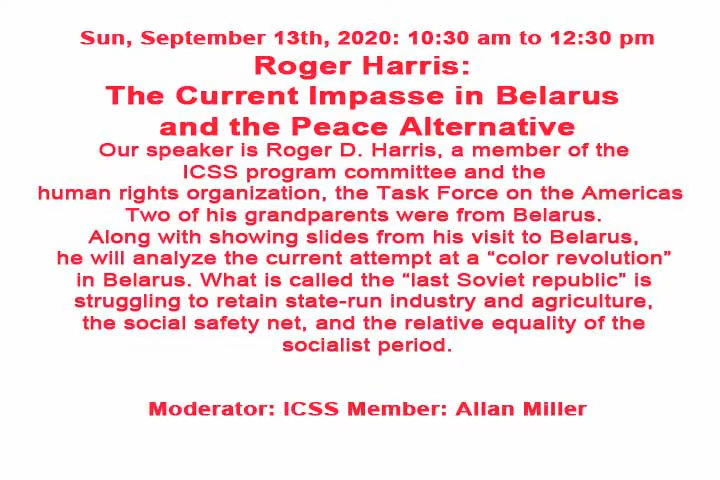 Sun, September 13th, 2020: 10:30 am to 12:30 pm
Roger Harris:
The Current Impasse in Belarus
and the Peace Alternative
Our speaker is Roger D. Harris, a member of the
ICSS program committee and the
human rights organization, the Task Force on the Americas
Two of his grandparents were from Belarus.
Along with showing slides from his visit to Belarus,
he will analyze the current attempt at a “color revolution”
in Belarus. What is called the “last Soviet republic” is
struggling to retain state-run industry and agriculture,
the social safety net, and the relative equality of the
socialist period.
Moderator: ICSS Member: Allan Miller